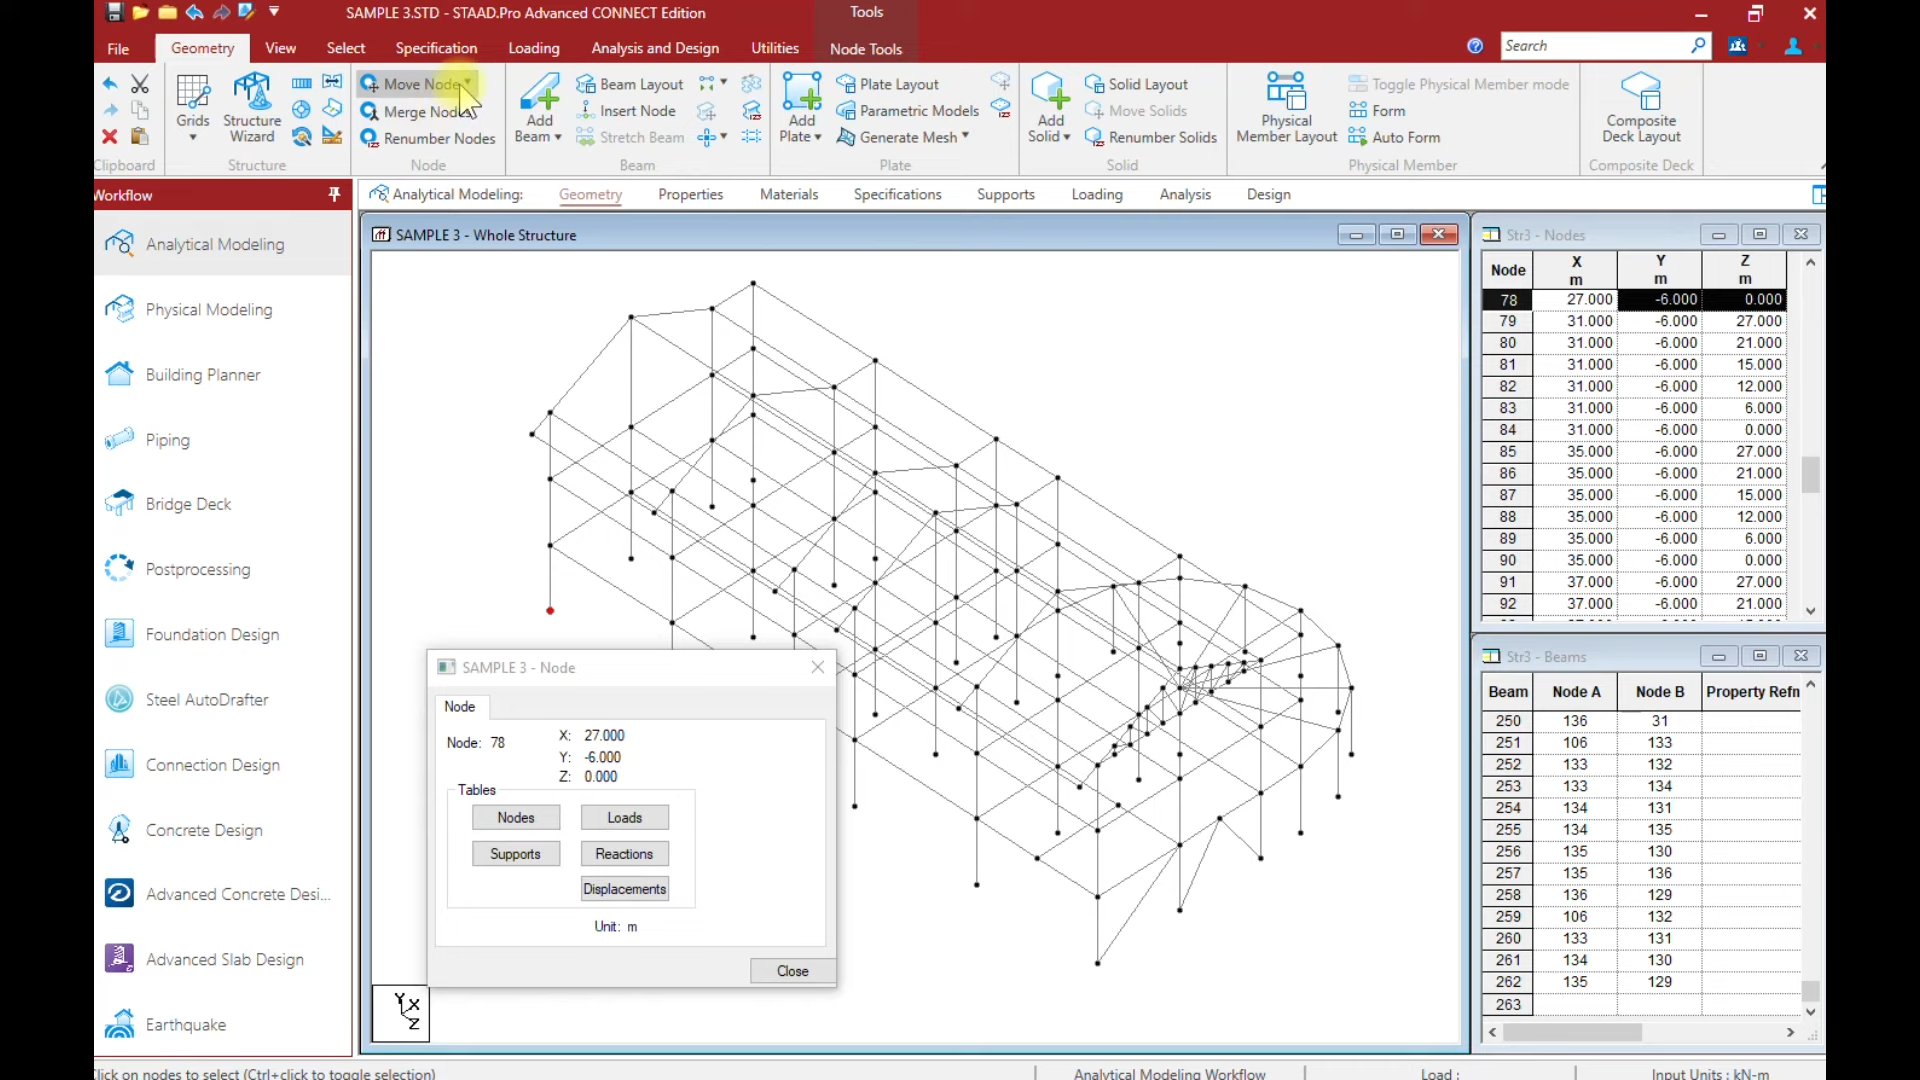 SAMPLE 3.STD - STAAD.Pro Advanced CONNECT Edition
Tools
File
Geometry
View
Select
Specification
Loading
Analysis and Design
Utilities
Node Tools
Search
Move Node
Merge Nod
Renumber Nodes
Grids
Structure Wizard
Add Beam
Beam Layout
Insert Node
Stretch Beam
Add Plate
Plate Layout
Parametric Models
Generate Mesh
Add Solid
Solid Layout
Move Solids
Renumber Solids
Physical Member Layout
Toggle Physical Member mode
Form
Auto Form
Composite Deck Layout
Clipboard
Structure
Node
Beam
Plate
Solid
Physical Member
Composite Deck
Workflow
Analytical Modeling: Geometry Properties Materials Specifications Supports Loading Analysis Design
Analytical Modeling
Physical Modeling
Building Planner
Piping
Bridge Deck
Postprocessing
Foundation Design
Steel AutoDrafter
Connection Design
Concrete Design
Advanced Concrete Desi...
Advanced Slab Design
Earthquake
SAMPLE 3 - Whole Structure
SAMPLE 3 - Node
Node
Node: 78
X: 27.000
Y: -6.000
Z: 0.000
Tables
Nodes
Loads
Supports
Reactions
Displacements
Unit: m
Close
Y X
Z
Str3 - Nodes
Node X m Y m Z m
78 27.000 -6.000 0.000
79 31.000 -6.000 27.000
80 31.000 -6.000 21.000
81 31.000 -6.000 15.000
82 31.000 -6.000 12.000
83 31.000 -6.000 6.000
84 31.000 -6.000 0.000
85 35.000 -6.000 27.000
86 35.000 -6.000 21.000
87 35.000 -6.000 15.000
88 35.000 -6.000 12.000
89 35.000 -6.000 6.000
90 35.000 -6.000 0.000
91 37.000 -6.000 27.000
92 37.000 -6.000 21.000
Str3 - Beams
Beam Node A Node B Property Refn
250 136 31
251 106 133
252 133 132
253 133 134
254 134 131
255 134 135
256 135 130
257 135 136
258 136 129
259 106 132
260 133 131
261 134 130
262 135 129
263
Click on nodes to select (Ctrl+click to toggle selection)
Analytical Modeling Workflow
Load :
Input Units : kN-m